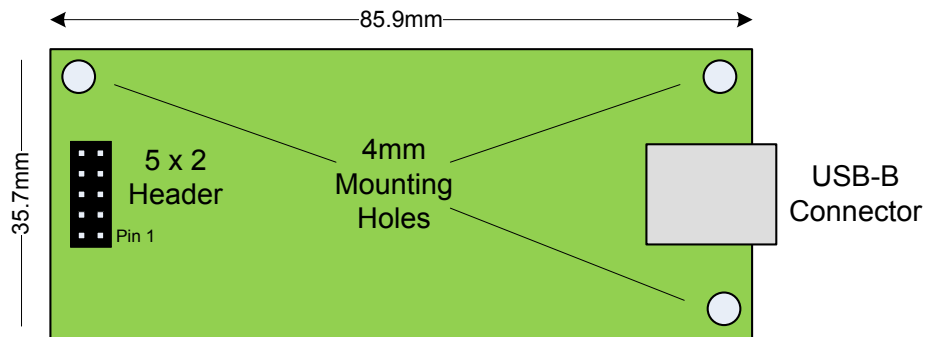 85.9mm
35.7mm
5 x 2
Header
Pin 1
4mm
Mounting
Holes
USB-B
Connector